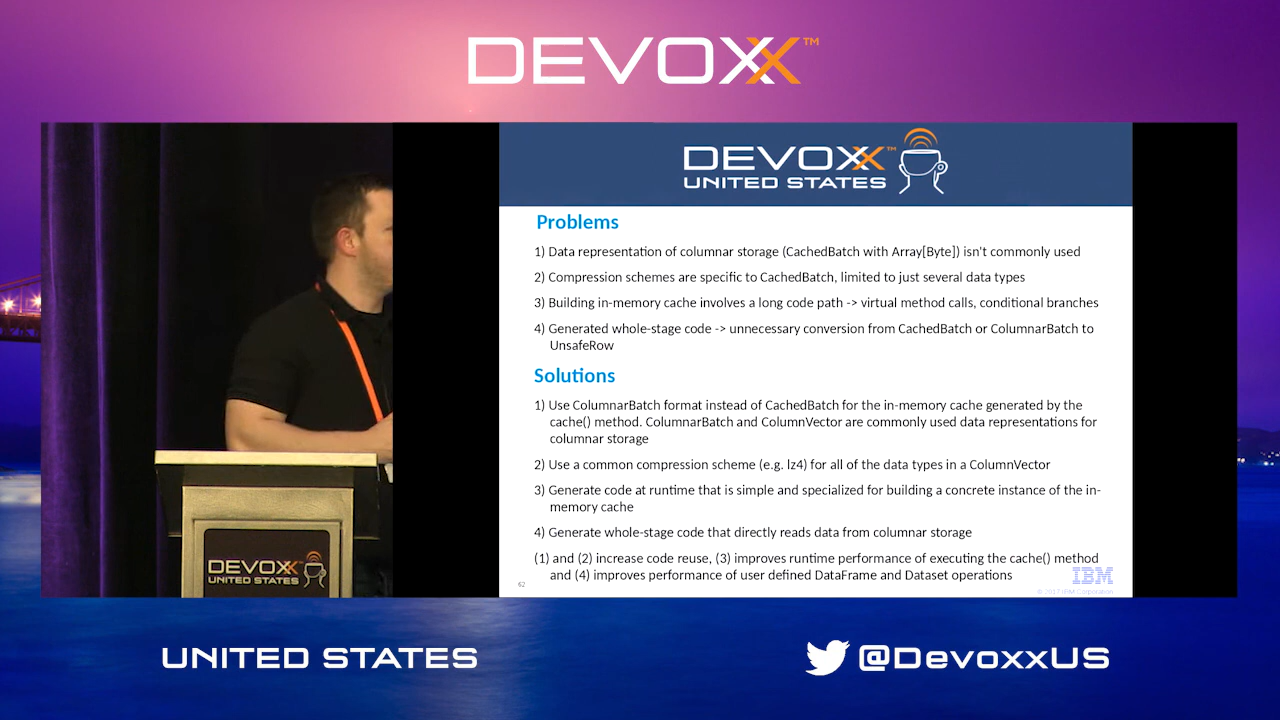 DEVOXX™
DEVOXX™
UNITED STATES
Problems
1) Data representation of columnar storage (CachedBatch with Array[Byte]) isn't commonly used
2) Compression schemes are specific to CachedBatch, limited to just several data types
3) Building in-memory cache involves a long code path -> virtual method calls, conditional branches
4) Generated whole-stage code -> unnecessary conversion from CachedBatch or ColumnarBatch to
UnsafeRow
Solutions
1) Use ColumnarBatch format instead of CachedBatch for the in-memory cache generated by the
cache() method. ColumnarBatch and ColumnVector are commonly used data representations for
columnar storage
2) Use a common compression scheme (e.g. lz4) for all of the data types in a ColumnVector
3) Generate code at runtime that is simple and specialized for building a concrete instance of the in-
memory cache
4) Generate whole-stage code that directly reads data from columnar storage
(1) and (2) increase code reuse, (3) improves runtime performance of executing the cache() method
and (4) improves performance of user defined DataFrame and Dataset operations
62
IBM
© 2017 IBM Corporation
DEVOXX™
UNITED STATES
UNITED STATES
@DevoxxUS